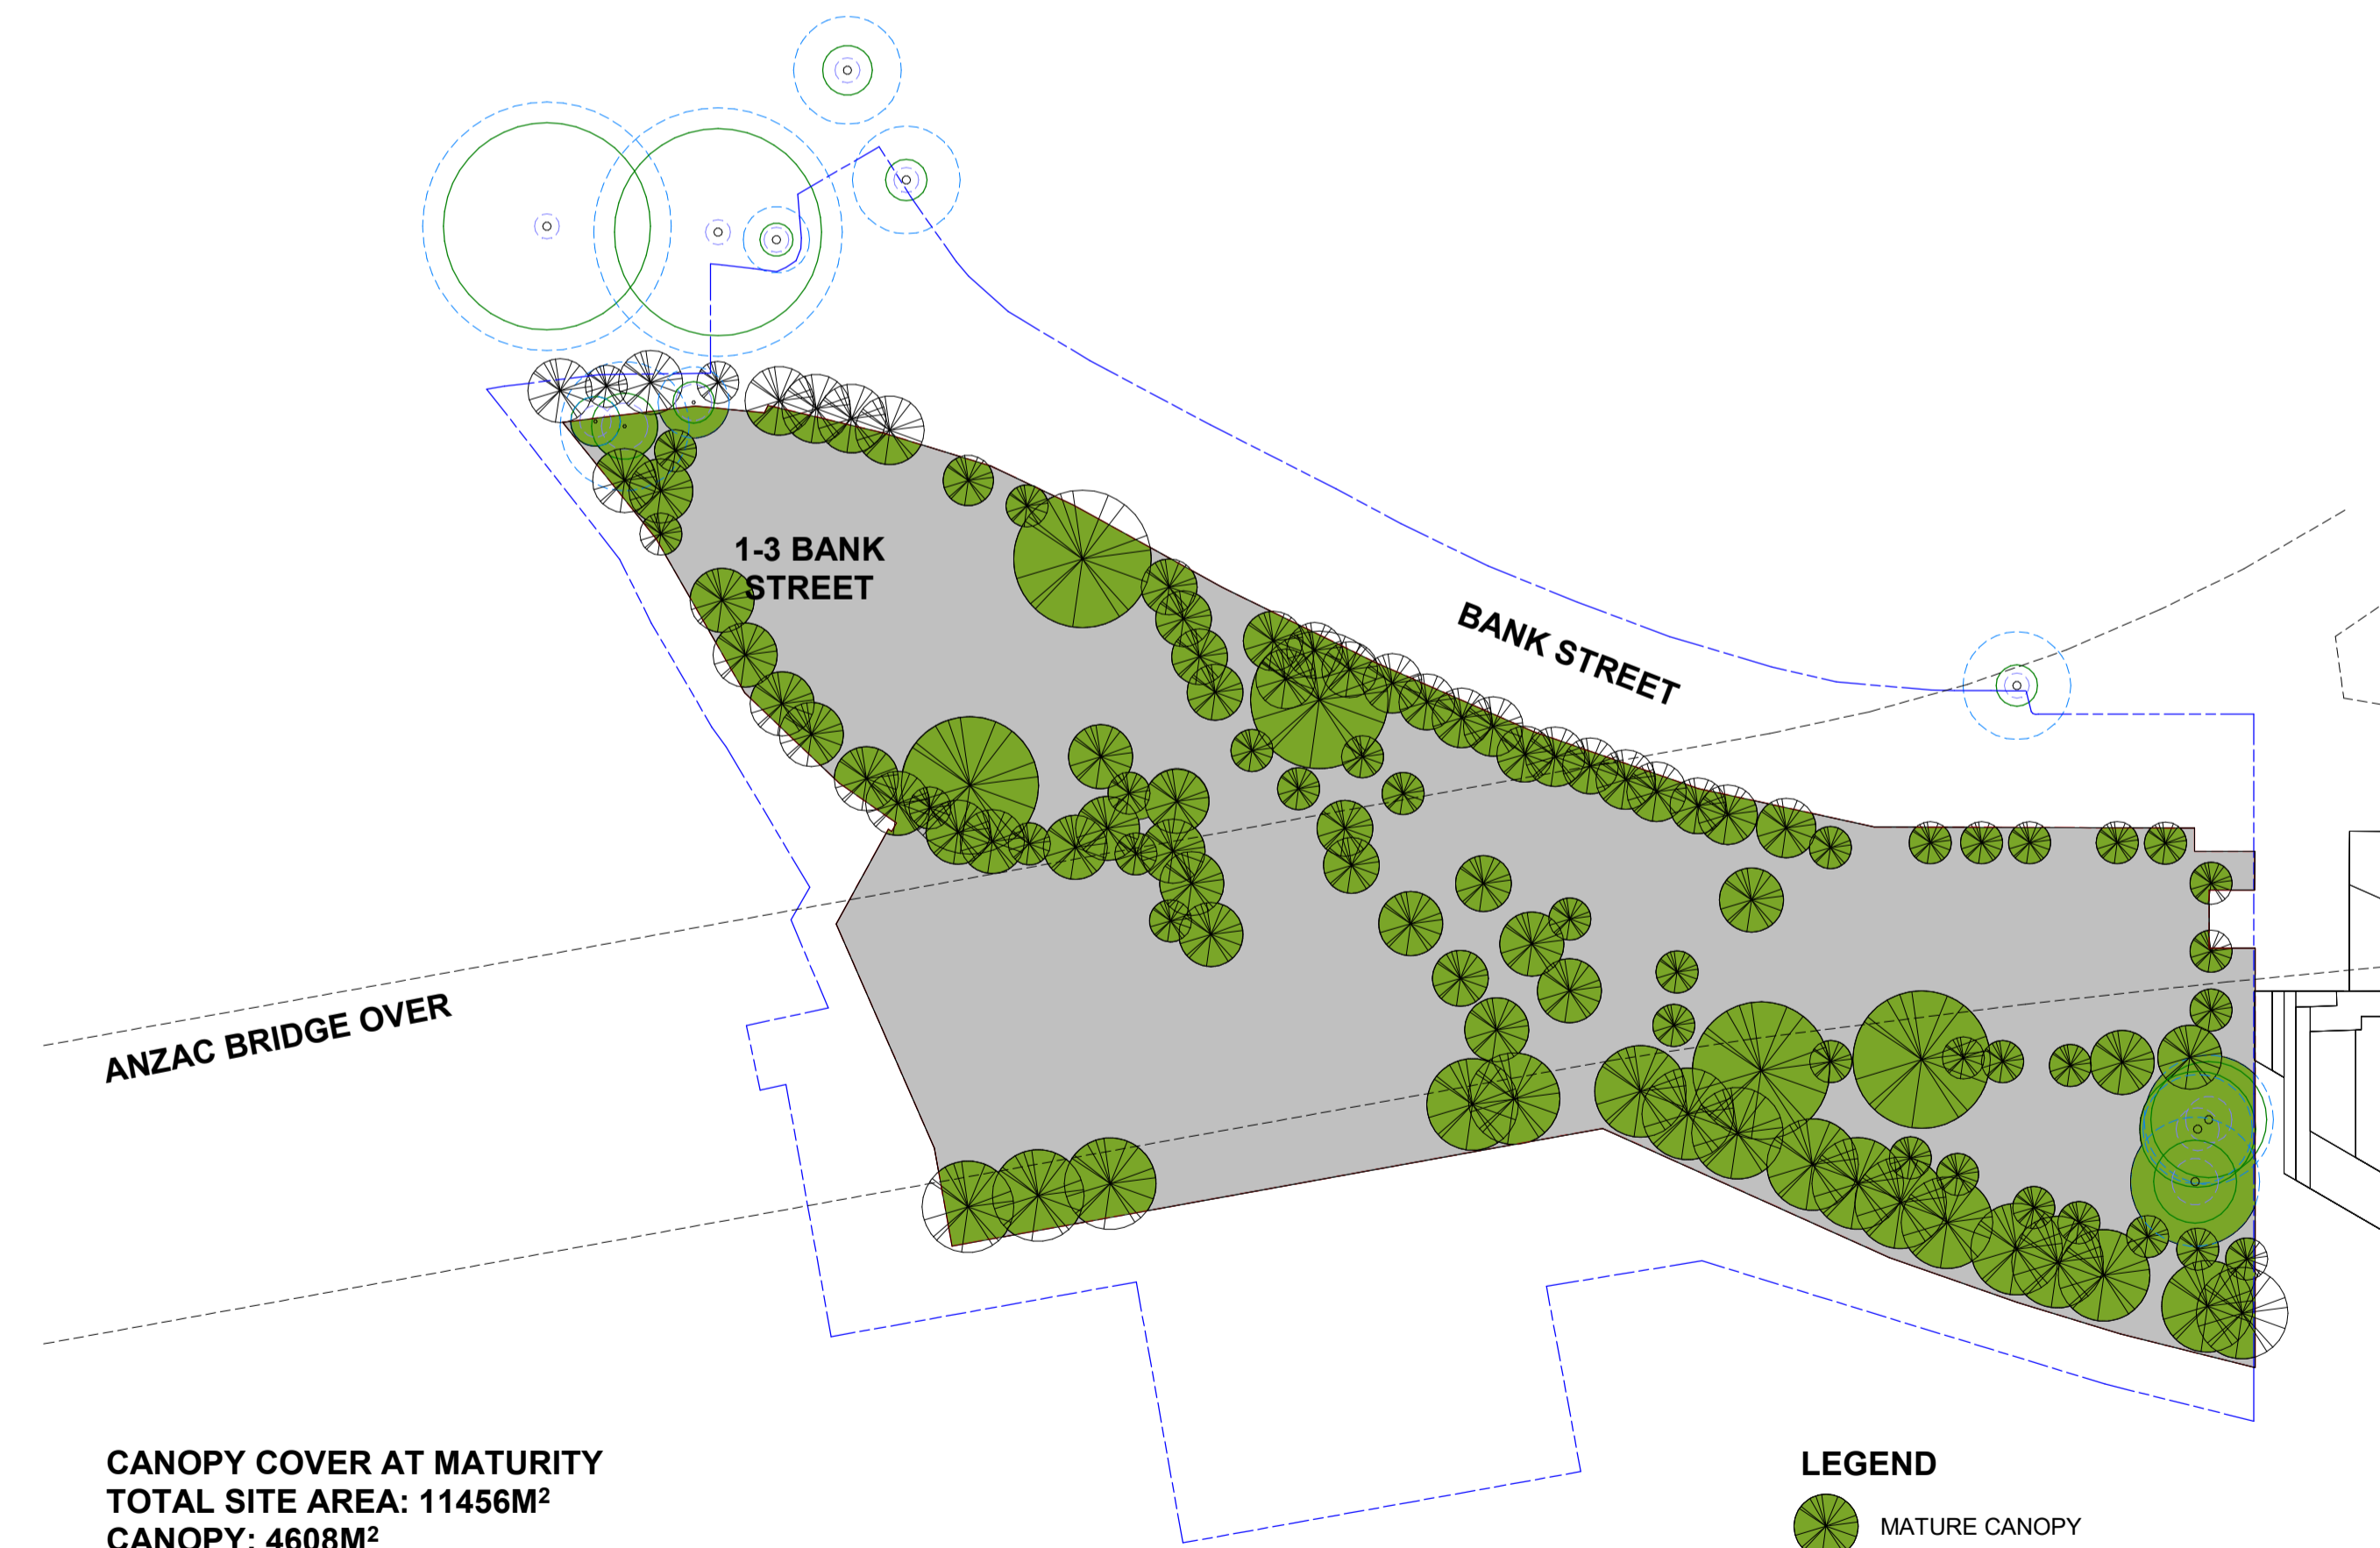 1-3 BANK
STREET
BANK STREET
ANZAC BRIDGE OVER
CANOPY COVER AT MATURITY
TOTAL SITE AREA: 11456M²
CANOPY: 4608M²
LEGEND
MATURE CANOPY